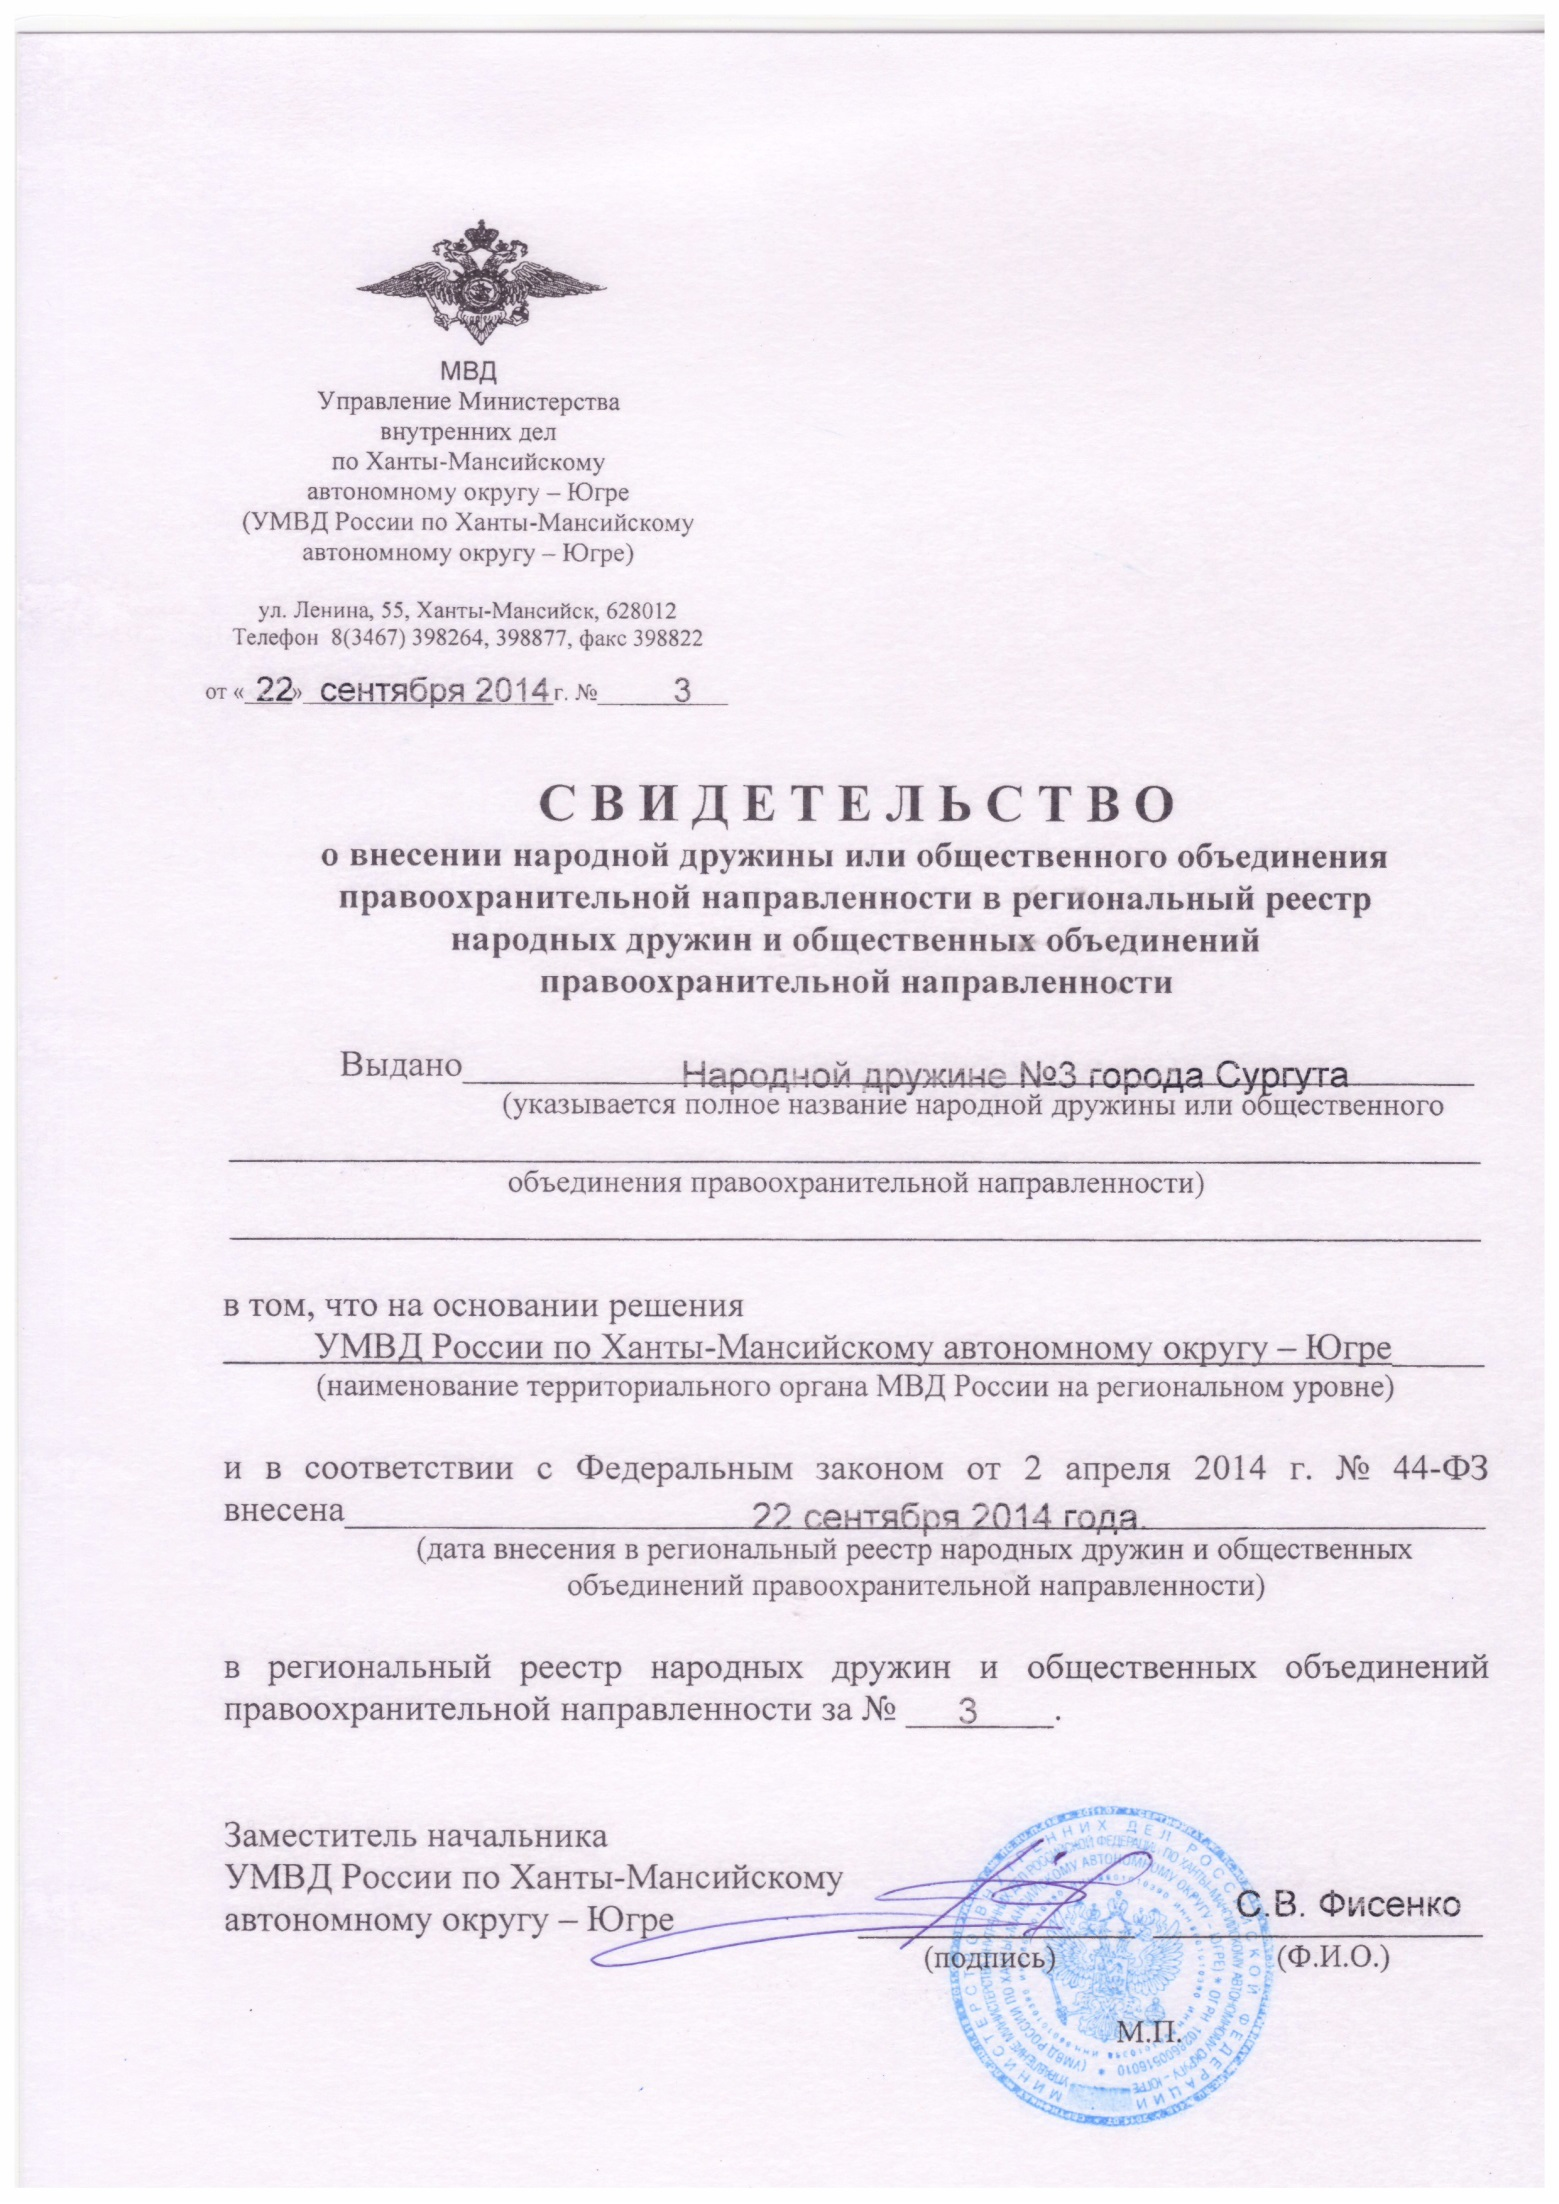 МВД
Управление Министерства
внутренних дел
по Ханты-Мансийскому
автономному округу – Югре
(УМВД России по Ханты-Мансийскому
автономному округу – Югре)
ул. Ленина, 55, Ханты-Мансийск, 628012
Телефон 8(3467) 398264, 398877, факс 398822
от « 22 » сентября 2014 г. № 3
СВИДЕТЕЛЬСТВО
о внесении народной дружины или общественного объединения
правоохранительной направленности в региональный реестр
народных дружин и общественных объединений
правоохранительной направленности
Выдано Народной дружине №3 города Сургута
(указывается полное название народной дружины или общественного
объединения правоохранительной направленности)
в том, что на основании решения
УМВД России по Ханты-Мансийскому автономному округу – Югре
(наименование территориального органа МВД России на региональном уровне)
и в соответствии с Федеральным законом от 2 апреля 2014 г. № 44-ФЗ
внесена 22 сентября 2014 года.
(дата внесения в региональный реестр народных дружин и общественных
объединений правоохранительной направленности)
в региональный реестр народных дружин и общественных объединений
правоохранительной направленности за № 3 .
Заместитель начальника
УМВД России по Ханты-Мансийскому
автономному округу – Югре
С.В. Фисенко
(подпись) (Ф.И.О.)
М.П.
МИНИСТЕРСТВО ВНУТРЕННИХ ДЕЛ РОССИЙСКОЙ ФЕДЕРАЦИИ